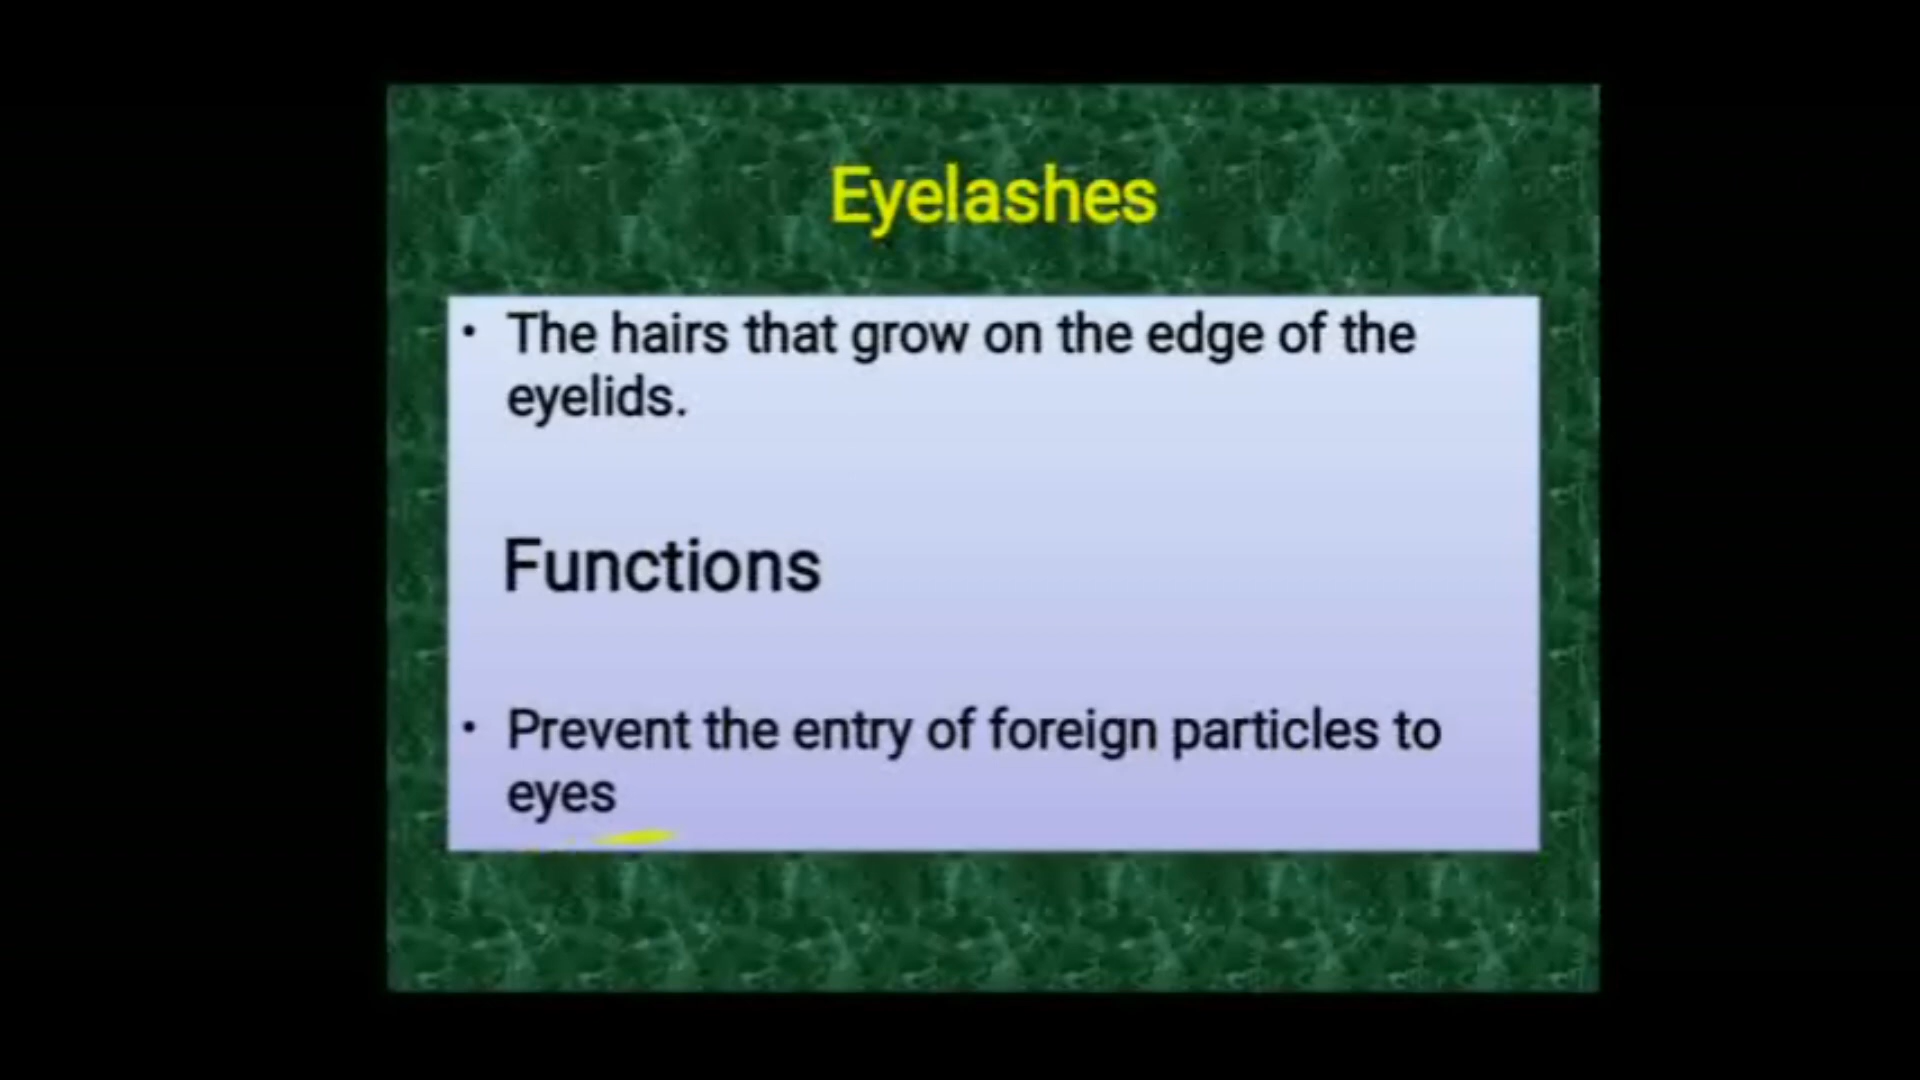 Eyelashes
• The hairs that grow on the edge of the
eyelids.
Functions
• Prevent the entry of foreign particles to
eyes